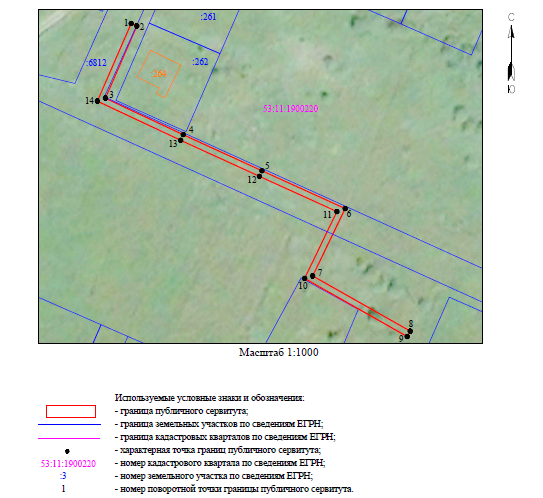 :261
1
2
С
:6812
:262
:264
3
14
53:11:1900220
Ю
4
13
5
12
11
6
7
10
8
9
Масштаб 1:1000
Используемые условные знаки и обозначения:
- граница публичного сервитута;
- граница земельных участков по сведениям ЕГРН;
- граница кадастровых кварталов по сведениям ЕГРН;
- характерная точка границ публичного сервитута;
53:11:1900220 - номер кадастрового квартала по сведениям ЕГРН;
:3 - номер земельного участка по сведениям ЕГРН;
1 - номер поворотной точки границы публичного сервитута.